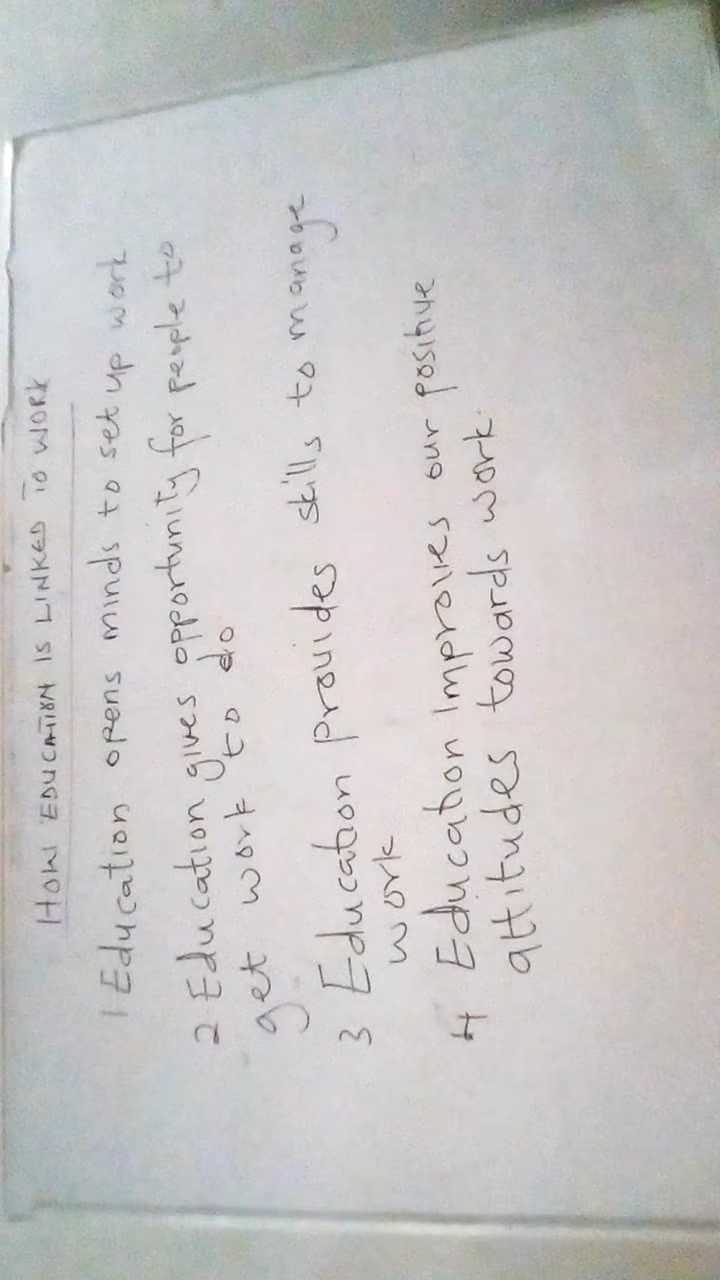 HOW EDUCATION IS LINKED TO WORK
1 Education opens minds to set up work
2 Education gives opportunity for people to
get work to do
3 Education provides skills to manage
work
4 Education Improves our positive
attitudes towards work.